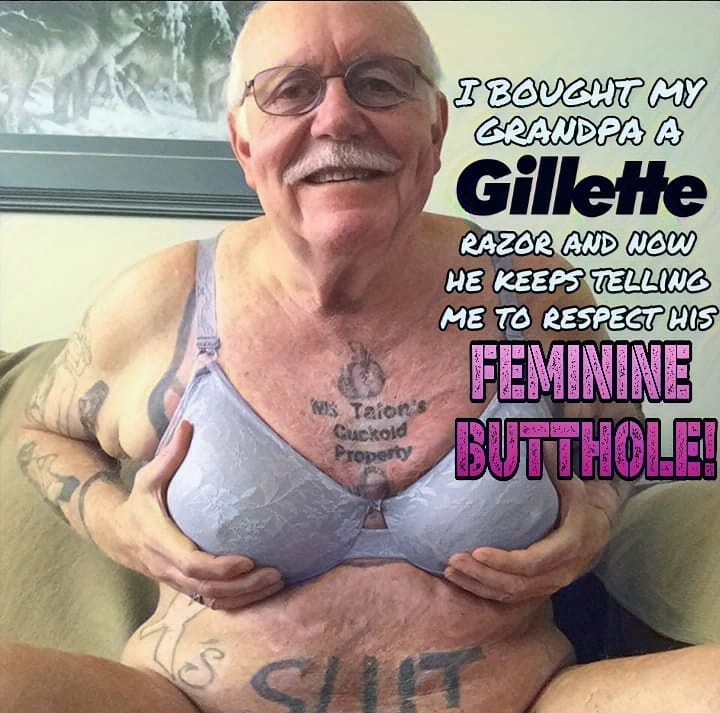 I BOUGHT MY
GRANDPA A
Gillette
RAZOR AND NOW
HE KEEPS TELLING
ME TO RESPECT HIS
FEMININE
BUTTHOLE!
Ms Talon's
Cuckold
Property
K's
SLUT